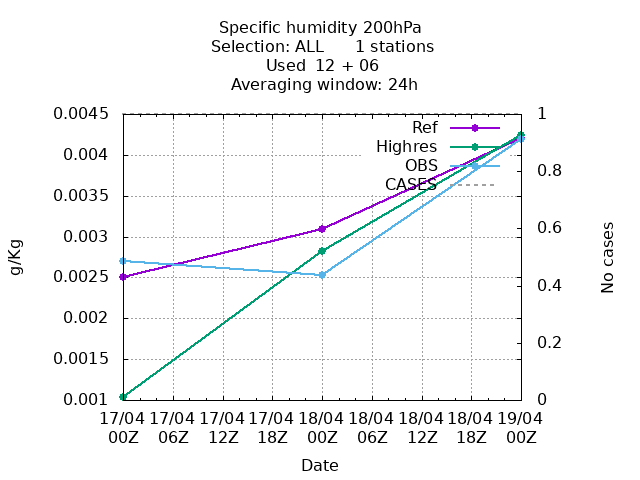 Specific humidity 200hPa
Selection: ALL 1 stations
Used 12 + 06
Averaging window: 24h
0.0045
0.004
0.0035
0.003
0.0025
0.002
0.0015
0.001
g/Kg
Ref
Highres
OBS
CASES
1
0.8
0.6
0.4
0.2
0
No cases
17/04 17/04 17/04 17/04 18/04 18/04 18/04 18/04 19/04
00Z 06Z 12Z 18Z 00Z 06Z 12Z 18Z 00Z
Date